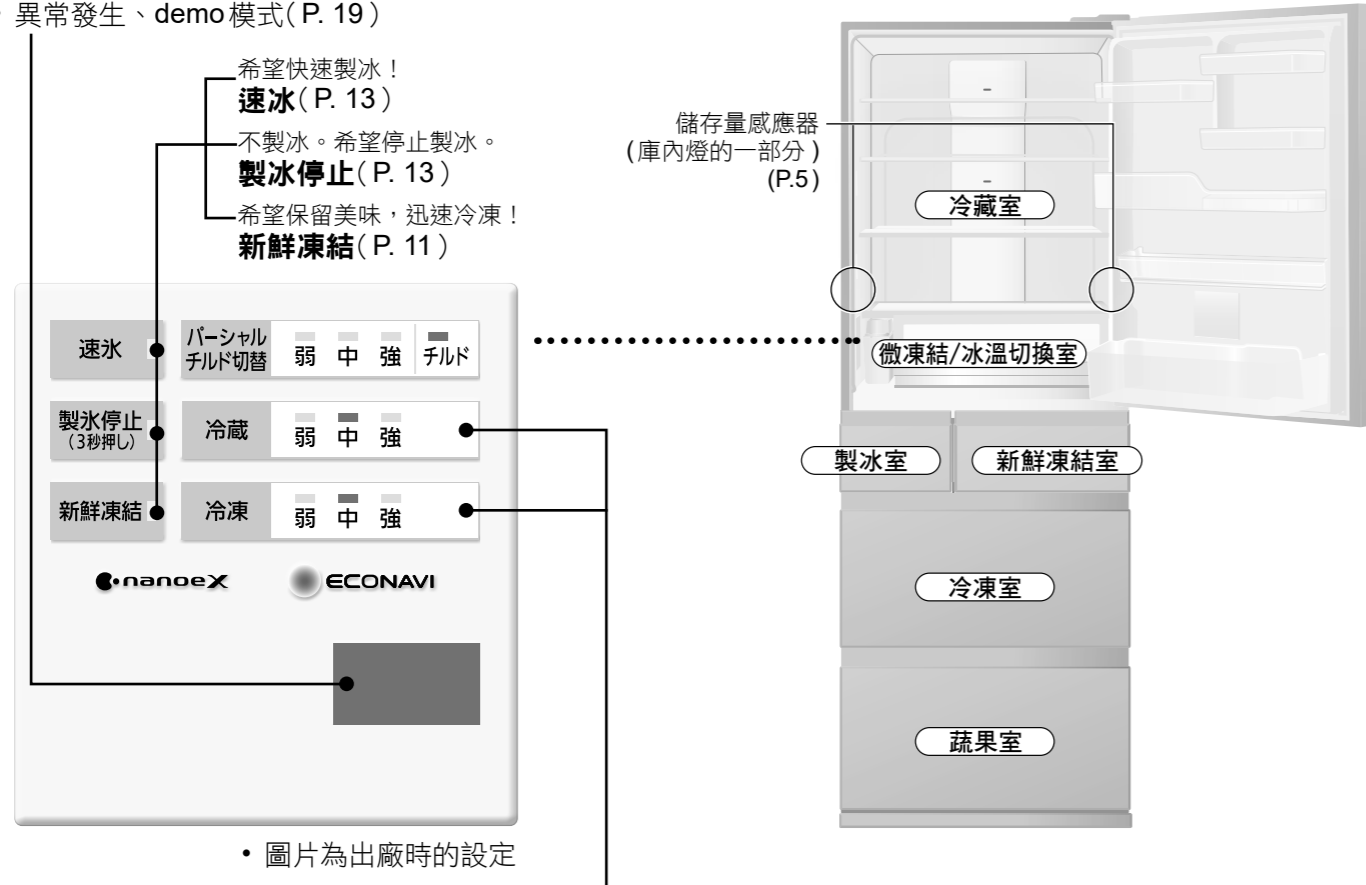 • 異常發生、demo模式(P. 19)
希望快速製冰！
速冰(P. 13)
不製冰。希望停止製冰。
製冰停止(P. 13)
希望保留美味，迅速冷凍！
新鮮凍結(P. 11)
速氷
パーシャル
チルド切替
弱 中 強 チルド
製氷停止
(3秒押し)
冷蔵
弱 中 強
新鮮凍結
冷凍
弱 中 強
nanoeX
ECONAVI
• 圖片為出廠時的設定
儲存量感應器
(庫內燈的一部分)
(P.5)
冷藏室
微凍結/冰溫切換室
製冰室
新鮮凍結室
冷凍室
蔬果室